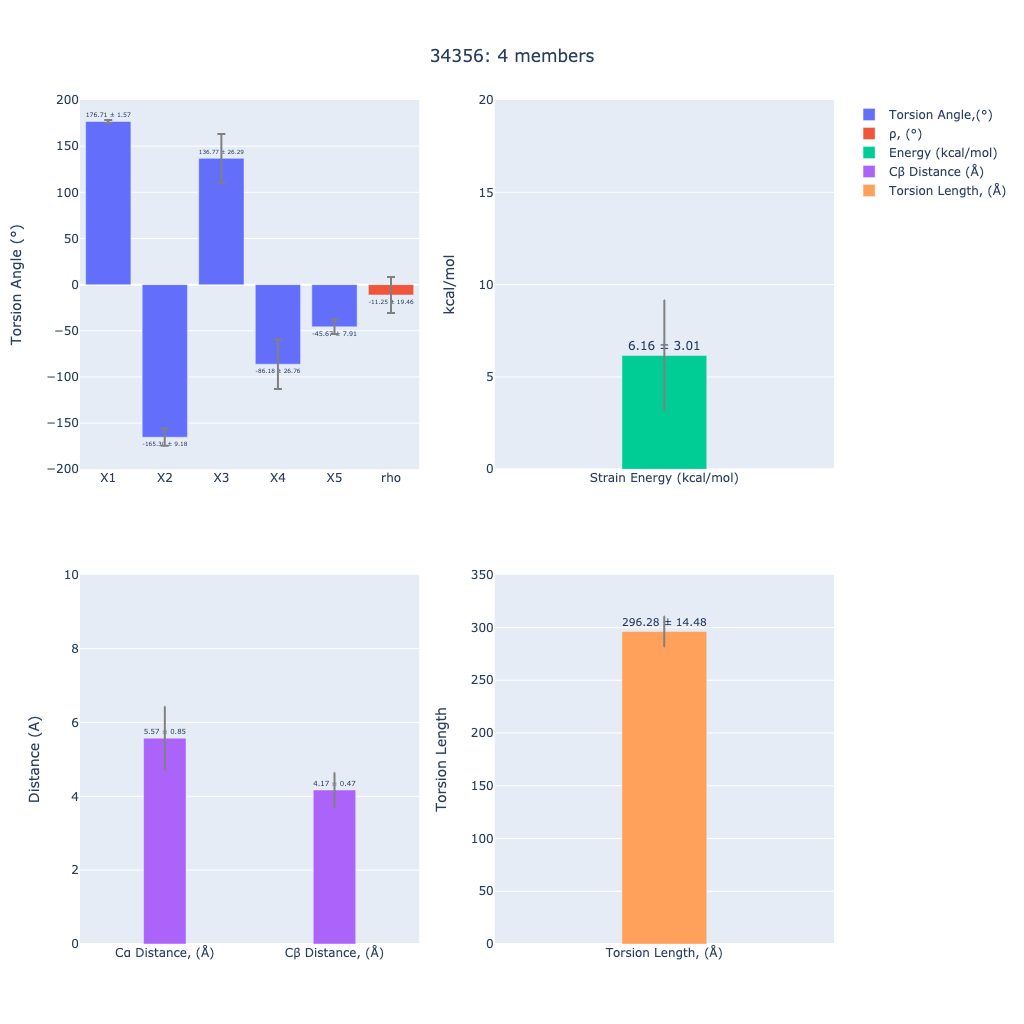 34356: 4 members
Torsion Angle (°)
200
150
100
50
0
−50
−100
−150
−200
176.71 ± 1.57
136.77 ± 26.29
-86.18 ± 26.76
-45.67 ± 7.91
-11.25 ± 19.46
± 9.18
X1 X2 X3 X4 X5 rho
kcal/mol
20
15
10
5
0
6.16 ± 3.01
Strain Energy (kcal/mol)
Torsion Angle,(°)
ρ, (°)
Energy (kcal/mol)
Cβ Distance (Å)
Torsion Length, (Å)
Distance (A)
10
8
6
4
2
0
5.57 ± 0.85
4.17 ± 0.47
Cα Distance, (Å) Cβ Distance, (Å)
Torsion Length
350
300
250
200
150
100
50
0
296.28 ± 14.48
Torsion Length, (Å)